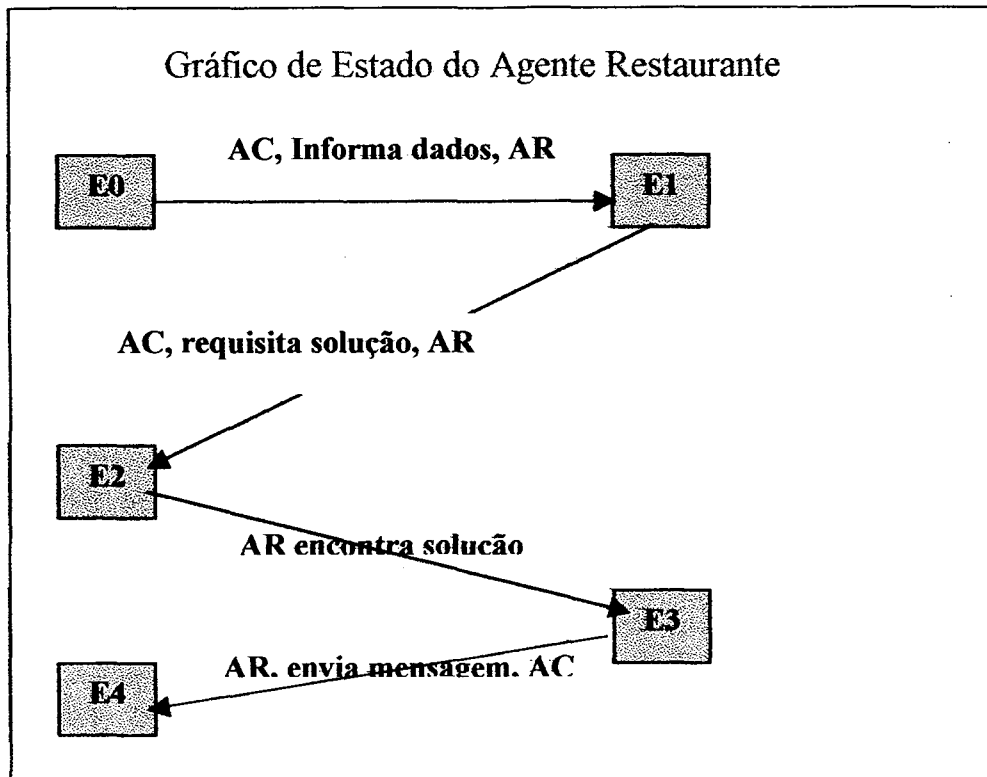 Gráfico de Estado do Agente Restaurante
AC, Informa dados, AR
E0
E1
AC, requisita solução, AR
E2
AR encontra solução
E3
AR, envia mensagem, AC
E4